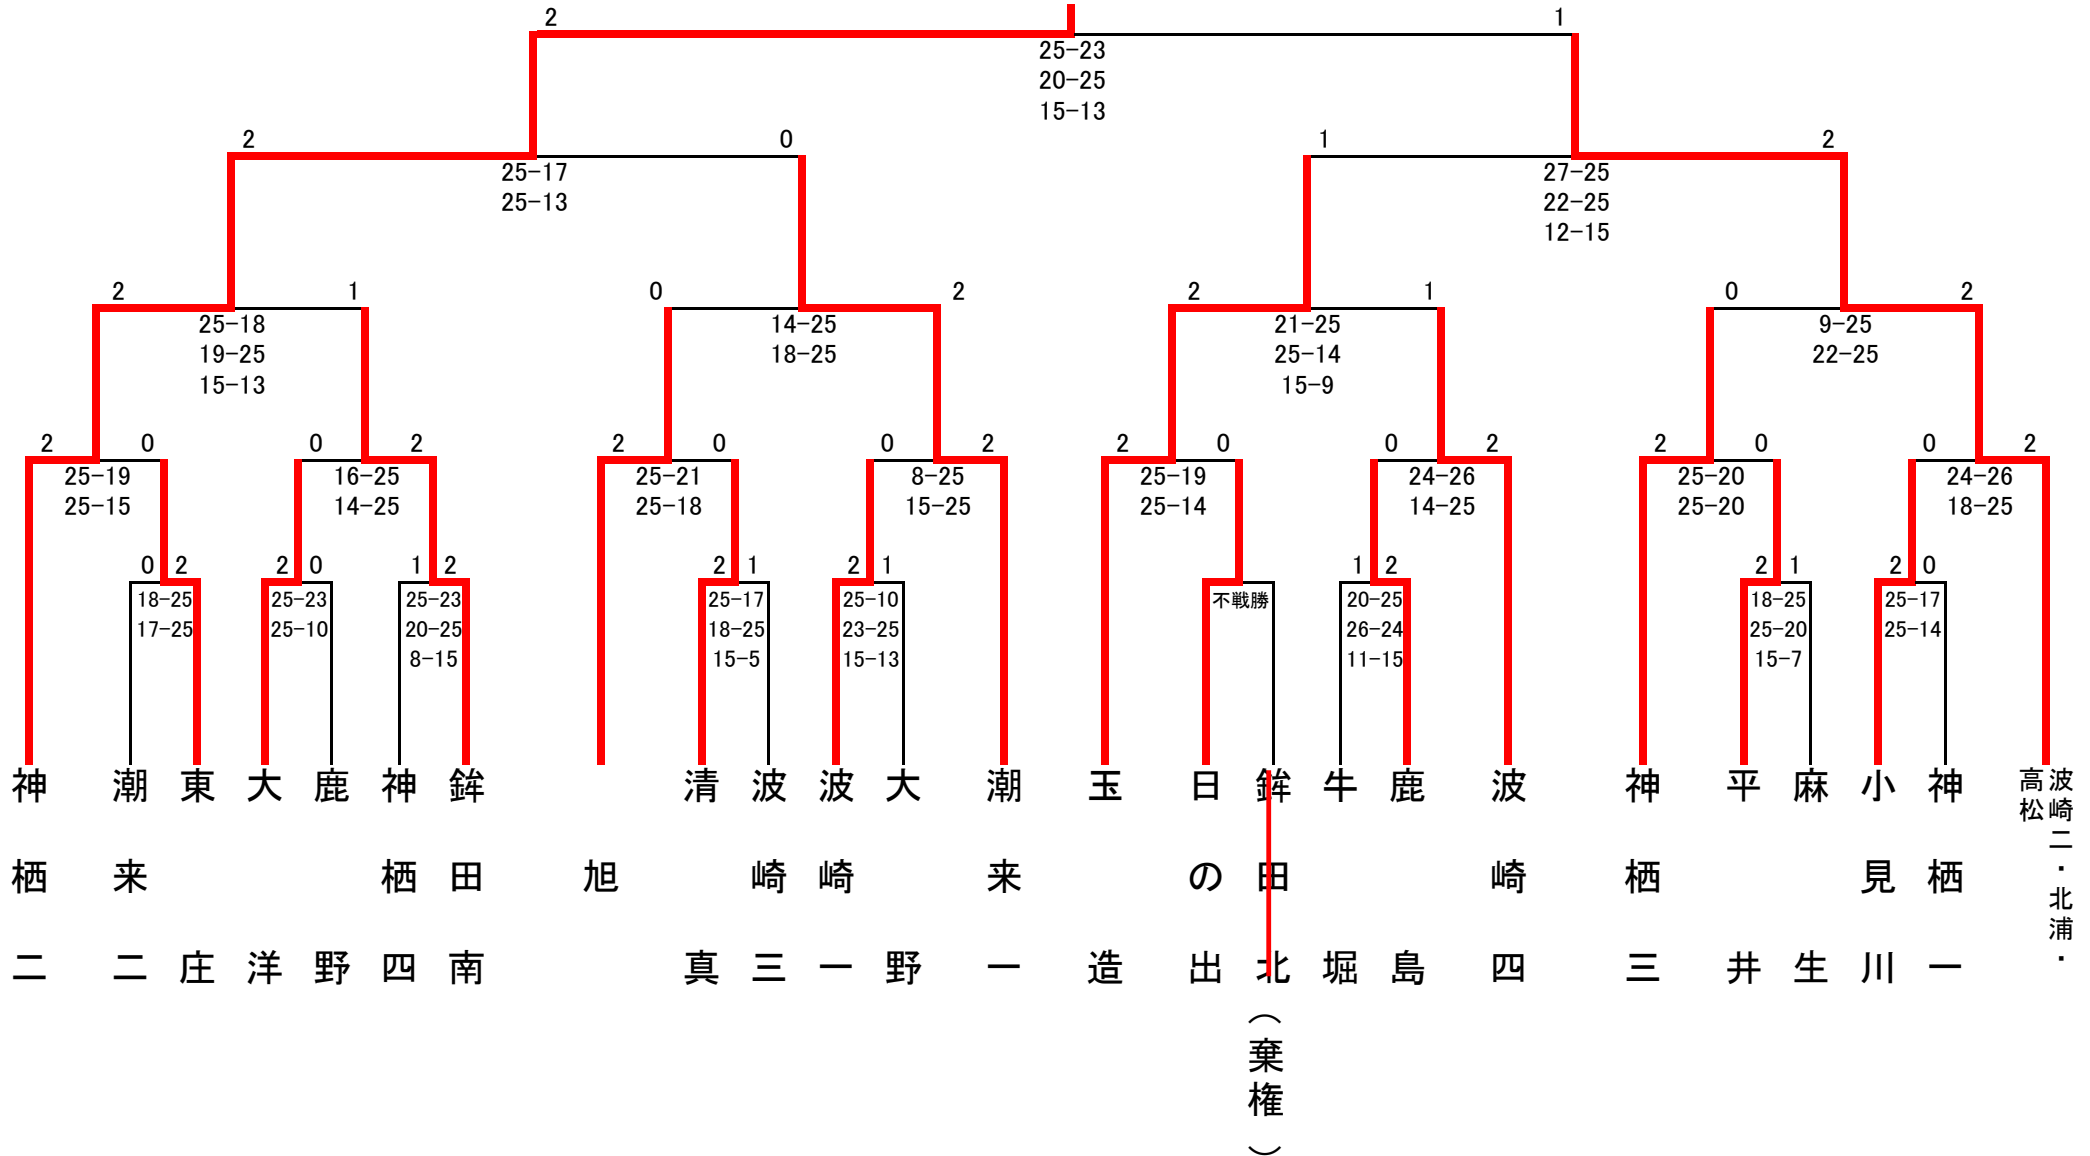 2 1
25-23
20-25
15-13
2 0 1 2
25-17 27-25
25-13 22-25
12-15
2 1 0 2 2 1 0 2
25-18 14-25 21-25 9-25
19-25 18-25 25-14 22-25
15-13 15-9
2 0 0 2 2 0 0 2 2 0 0 2 2 0 0 2
25-19 16-25 25-21 8-25 25-19 24-26 25-20 24-26
25-15 14-25 25-18 15-25 25-14 14-25 25-20 18-25
0 2 2 0 1 2 2 1 2 1 1 2 2 1 2 0
18-25 25-23 25-23 25-17 25-10 不戦勝 20-25 18-25 25-17
17-25 25-10 20-25 18-25 23-25 26-24 25-20 25-14
8-15 15-5 15-13 11-15 15-7
神栖二
潮来二
東庄
大洋
鹿野
神栖四
鉾田南
旭
清真
波崎三
波崎一
大野
潮来一
玉造
日の出
鉾田北(棄権)
牛堀
鹿島
波崎四
神栖三
平井
麻生
小見川
神栖一
波崎二・北浦・
高松